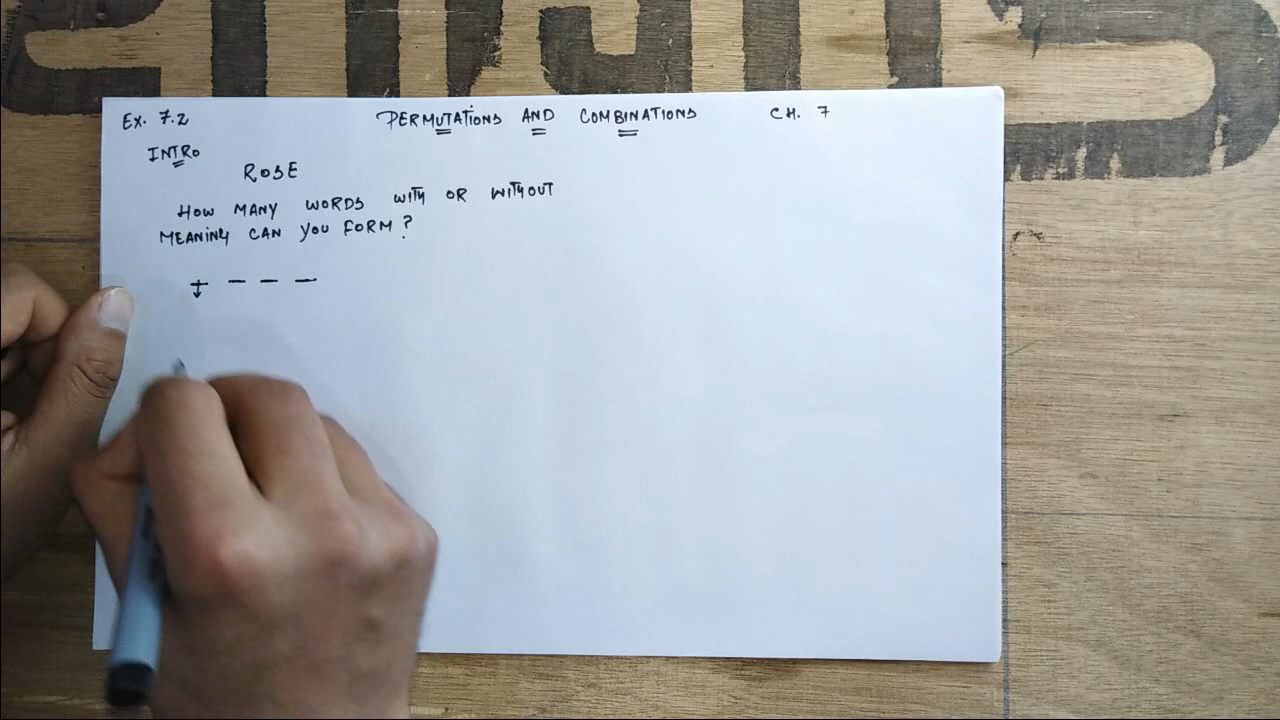 Ex. 7.2 PERMUTATIONS AND COMBINATIONS CH. 7
INTRO
ROSE
HOW MANY WORDS WITH OR WITHOUT
MEANING CAN YOU FORM?